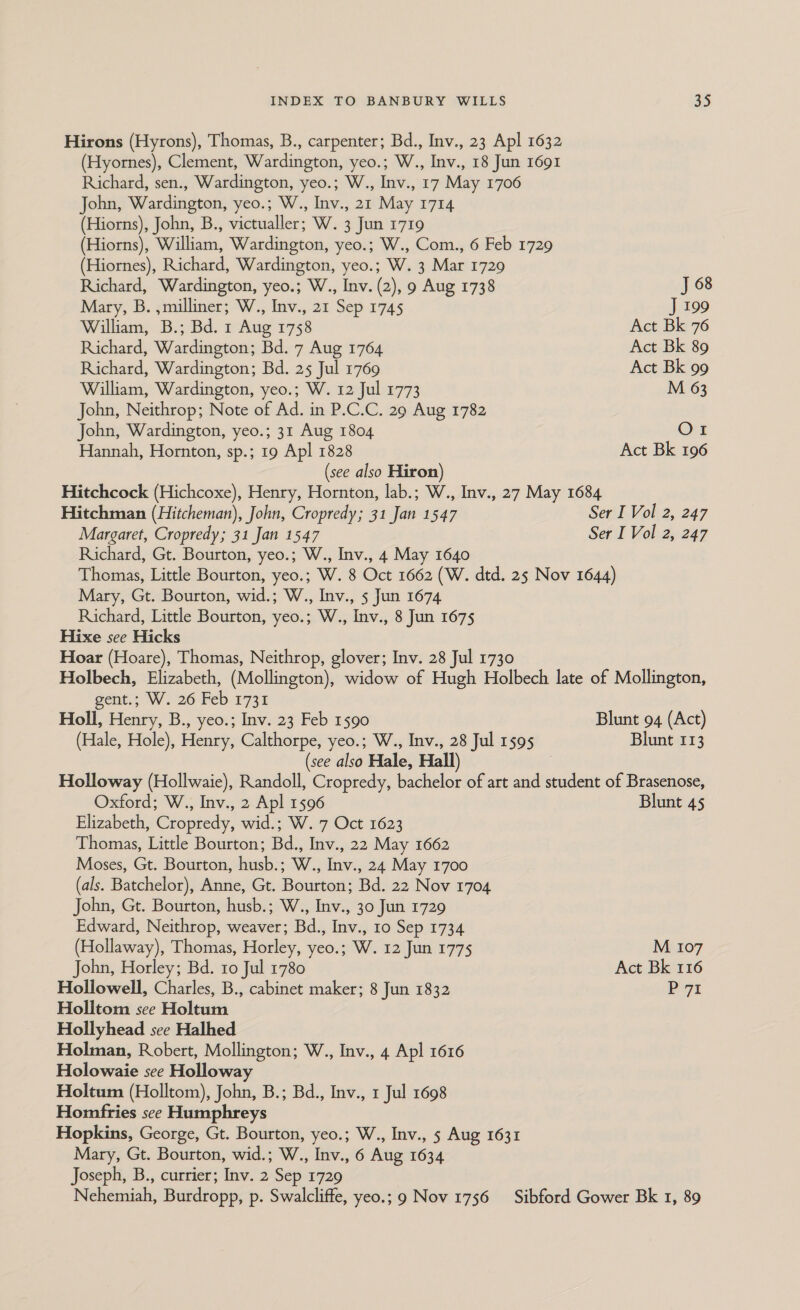 INDEX TO BANBURY WILLS 35
Hirons (Hyrons), Thomas, B., carpenter; Bd., Inv., 23 Apl 1632
(Hyornes), Clement, Wardington, yeo.; W., Inv., 18 Jun 1691
Richard, sen., Wardington, yeo.; W., Inv., 17 May 1706
John, Wardington, yeo.; W., Inv., 21 May 1714
(Hiorns), John, B., victualler; W. 3 Jun 1719
(Hiorns), William, Wardington, yeo.; W., Com., 6 Feb 1729
(Hiornes), Richard, Wardington, yeo.; W. 3 Mar 1729
Richard, Wardington, yeo.; W., Inv. (2), 9 Aug 1738 J 68
Mary, B. ,milliner; W., Inv., 21 Sep 1745 J 199
William, B.; Bd. 1 Aug 1758 Act Bk 76
Richard, Wardington; Bd. 7 Aug 1764 Act Bk 89
Richard, Wardington; Bd. 25 Jul 1769 Act Bk 99
William, Wardington, yeo.; W. 12 Jul 1773 M 63
John, Neithrop; Note of Ad. in P.C.C. 29 Aug 1782
John, Wardington, yeo.; 31 Aug 1804 O 1
Hannah, Hornton, sp.; 19 Apl 1828 Act Bk 196
(see also Hiron)
Hitchcock (Hichcoxe), Henry, Hornton, lab.; W., Inv., 27 May 1684
Hitchman (Hitcheman), John, Cropredy; 31 Jan 1547 Ser I Vol 2, 247
Margaret, Cropredy; 31 Jan 1547 Ser I Vol 2, 247
Richard, Gt. Bourton, yeo.; W., Inv., 4 May 1640
Thomas, Little Bourton, yeo.; W. 8 Oct 1662 (W. dtd. 25 Nov 1644)
Mary, Gt. Bourton, wid.; W., Inv., 5 Jun 1674
Richard, Little Bourton, yeo.; W., Inv., 8 Jun 1675
Hixe see Hicks
Hoar (Hoare), Thomas, Neithrop, glover; Inv. 28 Jul 1730
Holbech, Elizabeth, (Mollington), widow of Hugh Holbech late of Mollington,
gent.; W. 26 Feb 1731
Holl, Henry, B., yeo.; Inv. 23 Feb 1590 Blunt 94 (Act)
(Hale, Hole), Henry, Calthorpe, yeo.; W., Inv., 28 Jul 1595 Blunt 113
(see also Hale, Hall)
Holloway (Hollwaie), Randoll, Cropredy, bachelor of art and student of Brasenose,
Oxford; W., Inv., 2 Apl 1596 Blunt 45
Elizabeth, Cropredy, wid.; W. 7 Oct 1623
Thomas, Little Bourton; Bd., Inv., 22 May 1662
Moses, Gt. Bourton, husb.; W., Inv., 24 May 1700
(als. Batchelor), Anne, Gt. Bourton; Bd. 22 Nov 1704
John, Gt. Bourton, husb.; W., Inv., 30 Jun 1729
Edward, Neithrop, weaver; Bd., Inv., 10 Sep 1734
(Hollaway), Thomas, Horley, yeo.; W. 12 Jun 1775 M 107
John, Horley; Bd. 10 Jul 1780 Act Bk 116
Hollowell, Charles, B., cabinet maker; 8 Jun 1832 P 71
Holltom see Holtum
Hollyhead see Halhed
Holman, Robert, Mollington; W., Inv., 4 Apl 1616
Holowaie see Holloway
Holtum (Holltom), John, B.; Bd., Inv., 1 Jul 1698
Homfries see Humphreys
Hopkins, George, Gt. Bourton, yeo.; W., Inv., 5 Aug 1631
Mary, Gt. Bourton, wid.; W., Inv., 6 Aug 1634
Joseph, B., currier; Inv. 2 Sep 1729
Nehemiah, Burdropp, p. Swalcliffe, yeo.; 9 Nov 1756 Sibford Gower Bk 1, 89